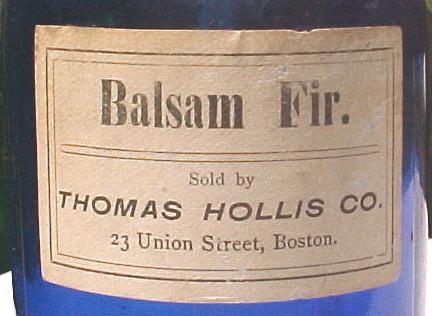 Balsam Fir.
Sold by
THOMAS HOLLIS CO.
23 Union Street, Boston.